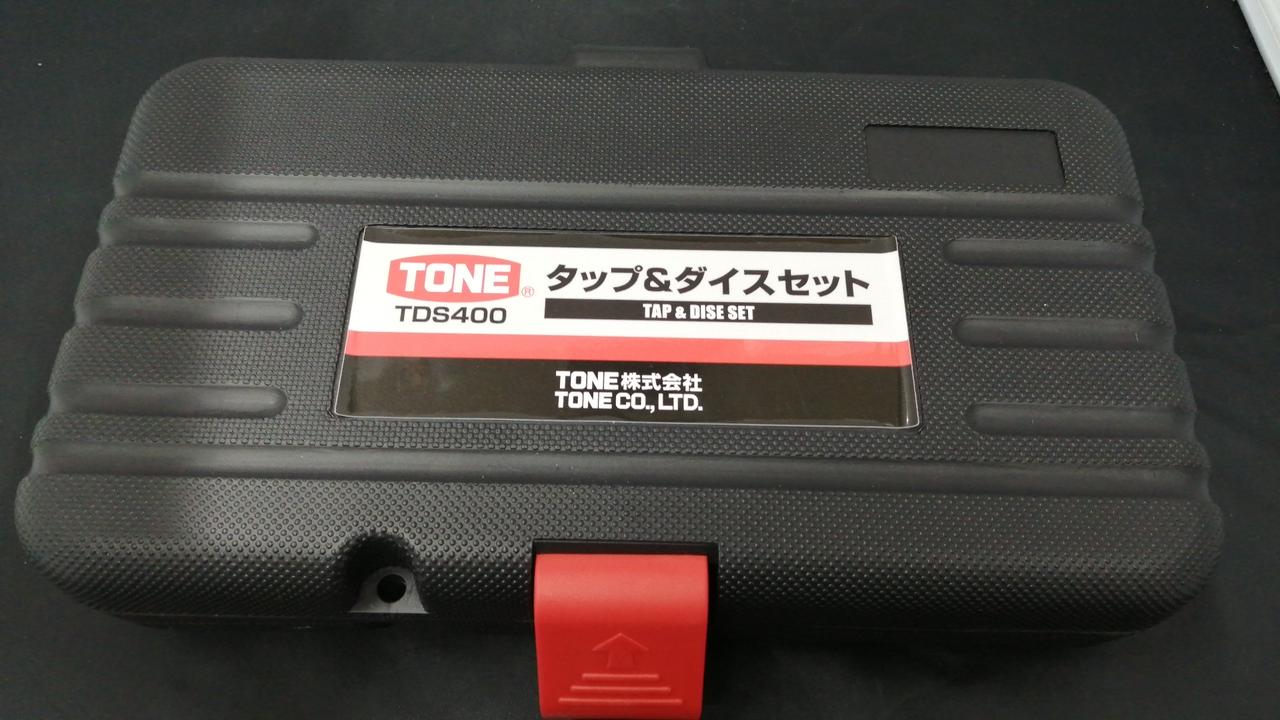 TONE®
TDS400
タップ&ダイスセット
TAP & DISE SET
TONE株式会社
TONE CO., LTD.